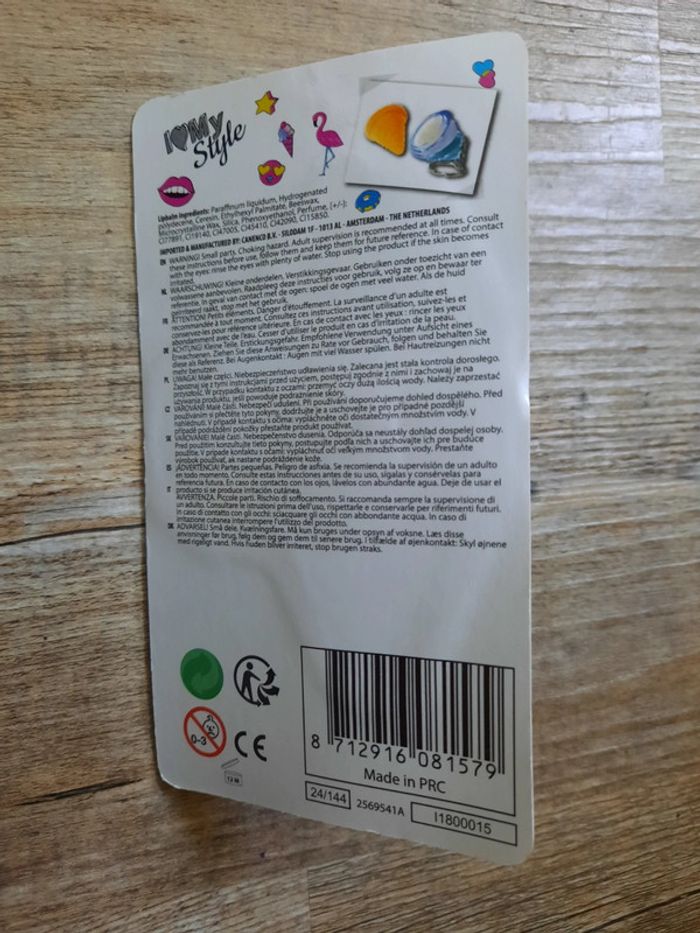 I♥My
Style
Lipbalm ingredients: Paraffinum liquidum, Hydrogenated
polydecene, Ceresin, Ethylhexyl Palmitate, Beeswax,
Microcrystalline Wax, Silica, Phenoxyethanol, Perfume, [+/-]:
CI77891, CI19140, CI47005, CI45410, CI42090, CI15850.
IMPORTED & MANUFACTURED BY: CANENCO B.V. - SILODAM 1F - 1013 AL - AMSTERDAM - THE NETHERLANDS
EN WARNING! Small parts. Choking hazard. Adult supervision is recommended at all times. Consult
these instructions before use, follow them and keep them for future reference. In case of contact
with the eyes: rinse the eyes with plenty of water. Stop using the product if the skin becomes
irritated.
NL WAARSCHUWING! Kleine onderdelen. Verstikkingsgevaar. Gebruiken onder toezicht van een
volwassene aanbevolen. Raadpleeg deze instructies voor gebruik, volg ze op en bewaar ter
referentie. In geval van contact met de ogen: spoel de ogen met veel water. Als de huid
geïrriteerd raakt, stop met het gebruik.
FR ATTENTION! Petits éléments. Danger d'étouffement. La surveillance d'un adulte est
recommandée à tout moment. Consultez ces instructions avant utilisation, suivez-les et
conservez-les pour référence ultérieure. En cas de contact avec les yeux : rincer les yeux
abondamment avec de l'eau. Cesser d'utiliser le produit en cas d'irritation de la peau.
DE ACHTUNG! Kleine Teile. Erstickungsgefahr. Empfohlene Verwendung unter Aufsicht eines
Erwachsenen. Ziehen Sie diese Anweisungen zu Rate vor Gebrauch, folgen und behalten Sie
diese als Referenz. Bei Augenkontakt : Augen mit viel Wasser spülen. Bei Hautreizungen nicht
mehr benutzen.
PL UWAGA! Małe części. Niebezpieczeństwo udławienia się. Zalecana jest stała kontrola dorosłego.
Zapoznaj się z tymi instrukcjami przed użyciem, postępuj zgodnie z nimi i zachowaj je na
przyszłość. W przypadku kontaktu z oczami: przemyć oczy dużą ilością wody. Należy zaprzestać
używania produktu, jeśli powoduje podrażnienie skóry.
CZ VAROVÁNÍ! Malé části. Nebezpečí udušení. Při používání doporučujeme dohled dospělého. Před
používáním si přečtěte tyto pokyny, dodržujte je a uschovejte je pro případné pozdější
nahlédnutí. V případě kontaktu s očima: vypláchněte oči dostatečným množstvím vody. V
případě podráždění pokožky přestaňte produkt používat.
SK VAROVANIE! Malé časti. Nebezpečenstvo dusenia. Odporúča sa neustály dohľad dospelej osoby.
Pred použitím konzultujte tieto pokyny, postupujte podľa nich a uschovajte ich pre budúce
použitie. V prípade kontaktu s očami: vypláchnuť oči veľkým množstvom vody. Prestaňte
výrobok používať, ak nastane podráždenie kože.
ES ¡ADVERTENCIA! Partes pequeñas. Peligro de asfixia. Se recomienda la supervisión de un adulto
en todo momento. Consulte estas instrucciones antes de su uso, sígalas y consérvelas para
referencia futura. En caso de contacto en los ojos, lávelos con abundante agua. Deje de usar el
producto si se produce irritación cutánea.
IT AVVERTENZA. Piccole parti. Rischio di soffocamento. Si raccomanda sempre la supervisione di
un adulto. Consultare le istruzioni prima dell'uso, rispettarle e conservarle per riferimenti futuri.
In caso di contatto con gli occhi: sciacquare gli occhi con abbondante acqua. In caso di
irritazione cutanea interrompere l'utilizzo del prodotto.
DK ADVARSEL! Små dele. Kvælningsfare. Må kun bruges under opsyn af voksne. Læs disse
anvisninger før brug, følg dem og gem dem til senere brug. I tilfælde af øjenkontakt: Skyl øjnene
med rigeligt vand. Hvis huden bliver irriteret, stop brugen straks.
0-3
CE
12 M
8 712916 081579
Made in PRC
24/144
2569541A
I1800015